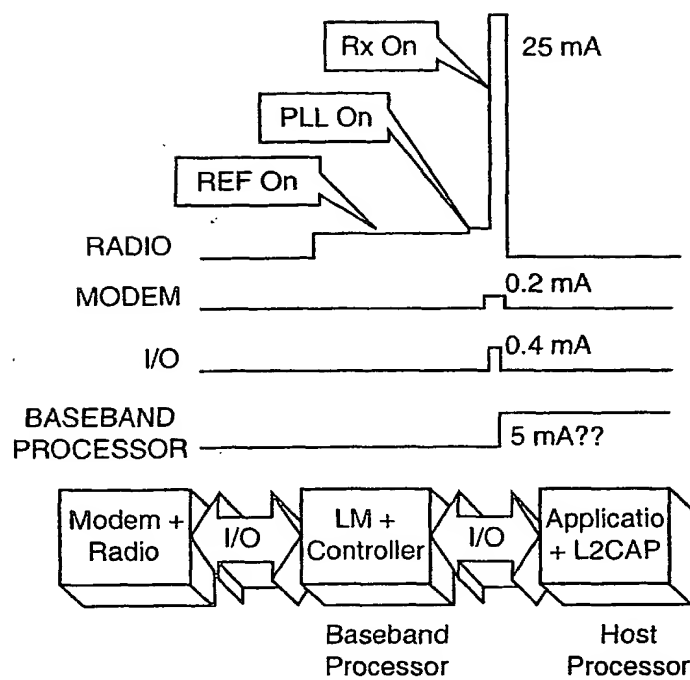 Rx On
25 mA
PLL On
REF On
RADIO
MODEM
0.2 mA
I/O
0.4 mA
BASEBAND
PROCESSOR
5 mA??
Modem +
Radio
I/O
LM +
Controller
I/O
Applicatio
+ L2CAP
Baseband
Processor
Host
Processor